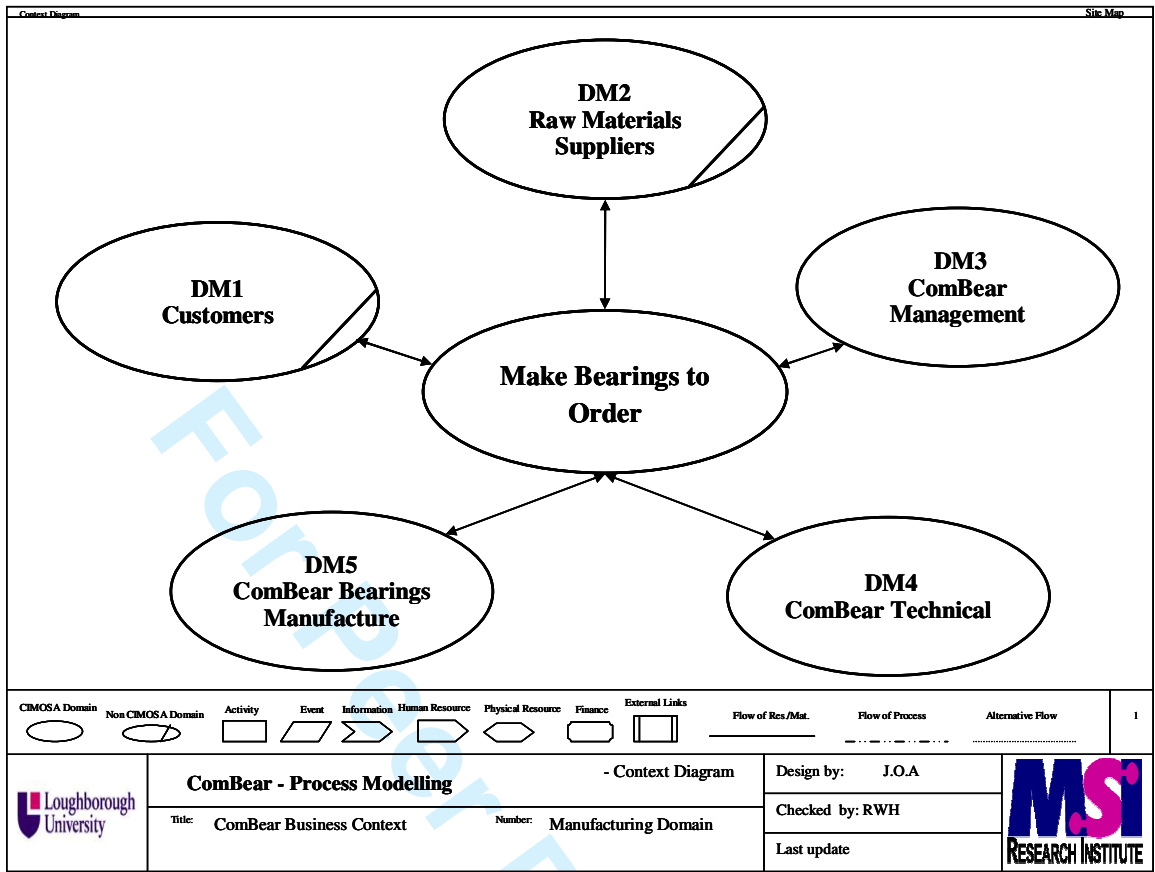 Context Diagram
Site Map
DM2
Raw Materials
Suppliers
DM1
Customers
DM3
ComBear
Management
Make Bearings to
Order
DM5
ComBear Bearings
Manufacture
DM4
ComBear Technical
For Peer
CIMOSA Domain
Non CIMOSA Domain
Activity
Event
Information
Human Resource
Physical Resource
Finance
External Links
Flow of Res./Mat.
Flow of Process
Alternative Flow
1
Loughborough
University
ComBear - Process Modelling
- Context Diagram
Title:
ComBear Business Context
Number:
Manufacturing Domain
Design by: J.O.A
Checked by: RWH
Last update
MSi
RESEARCH INSTITUTE